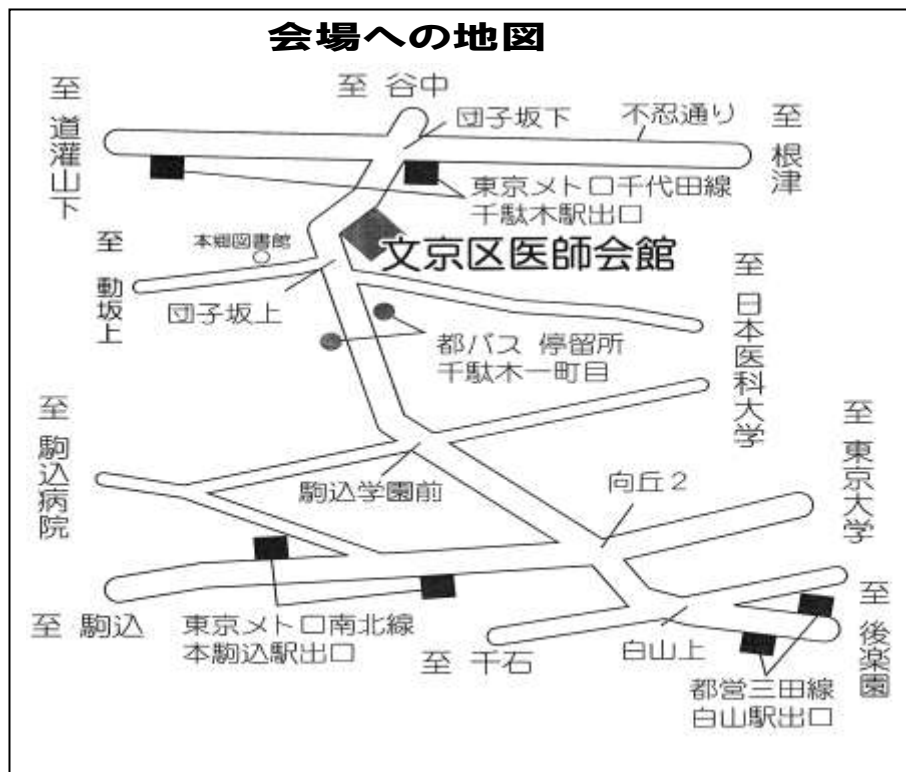 会場への地図
至 谷中
至 道灌山下
団子坂下
不忍通り
至 根津
東京メトロ千代田線
千駄木駅出口
至 動坂上
本郷図書館
文京区医師会館
団子坂上
至 日本医科大学
都バス 停留所
千駄木一町目
至 駒込病院
駒込学園前
向丘2
至 東京大学
至 駒込
東京メトロ南北線
本駒込駅出口
至 千石
白山上
至 後楽園
都営三田線
白山駅出口